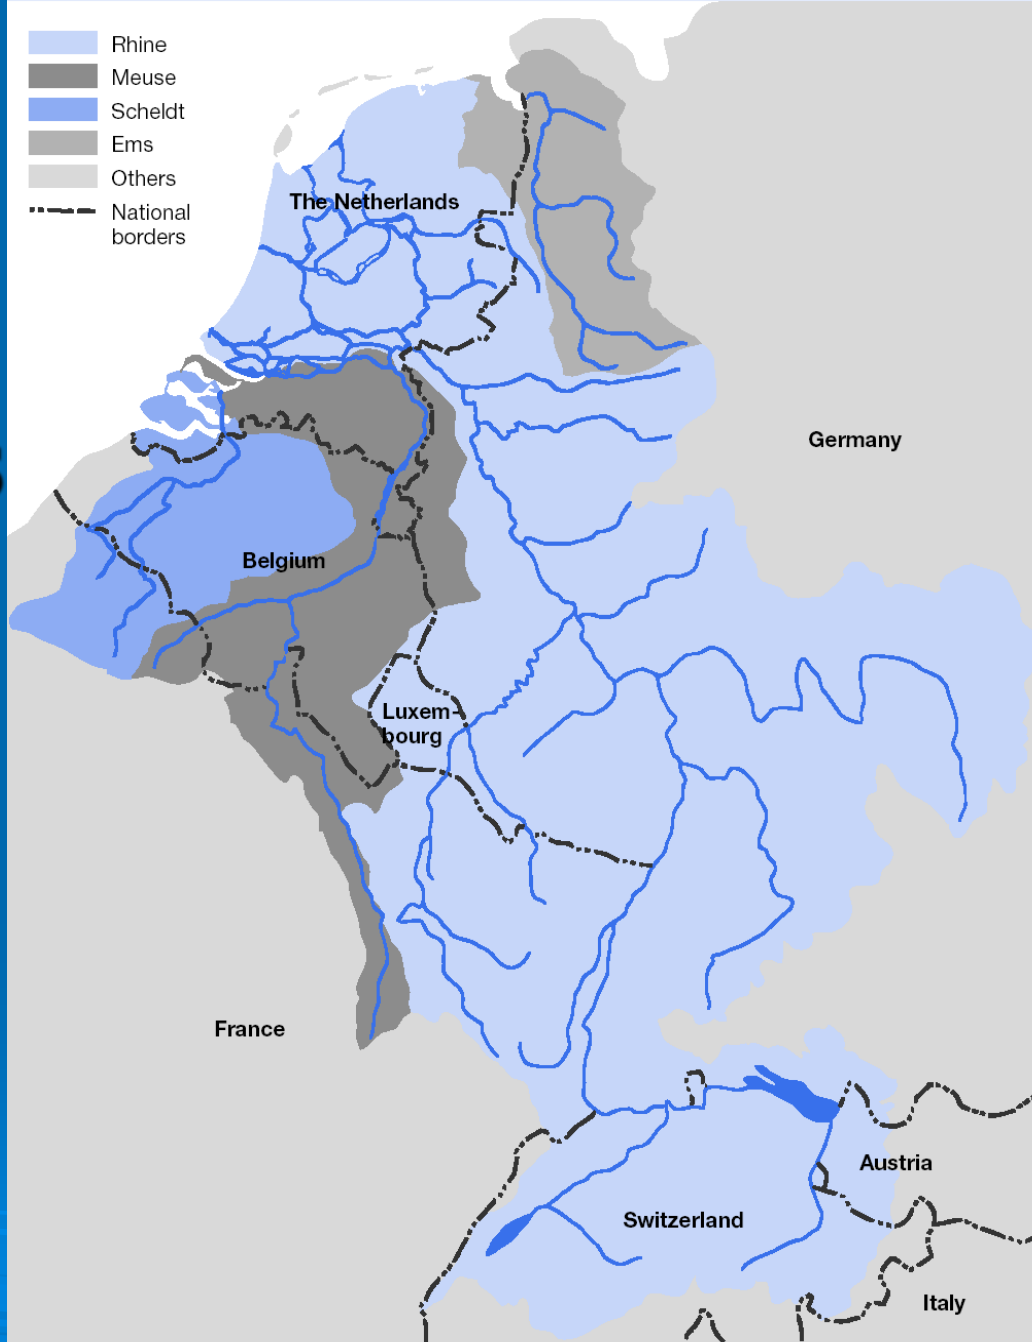 Rhine
Meuse
Scheldt
Ems
Others
National
borders
The Netherlands
Germany
Belgium
Luxem-
bourg
France
Austria
Switzerland
Italy